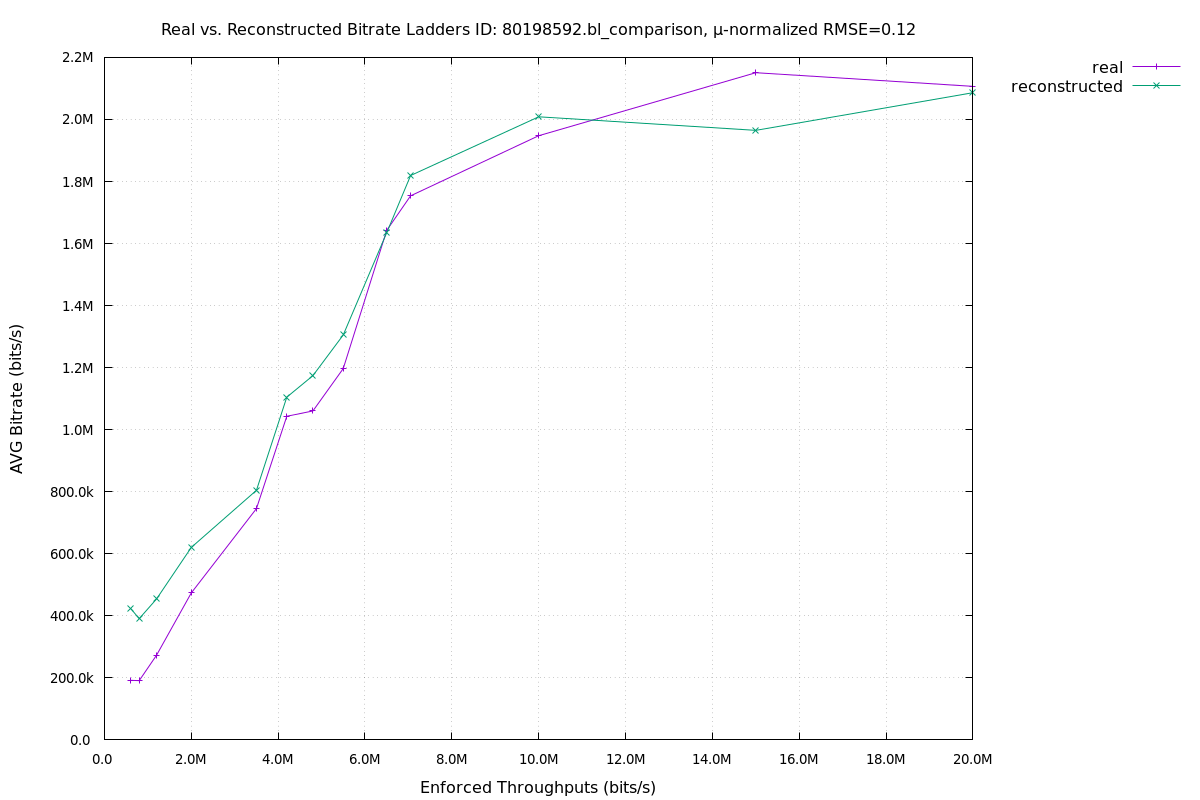 Real vs. Reconstructed Bitrate Ladders ID: 80198592.bl_comparison, µ-normalized RMSE=0.12
real
reconstructed
2.2M
2.0M
1.8M
1.6M
1.4M
1.2M
1.0M
800.0k
600.0k
400.0k
200.0k
0.0
AVG Bitrate (bits/s)
0.0 2.0M 4.0M 6.0M 8.0M 10.0M 12.0M 14.0M 16.0M 18.0M 20.0M
Enforced Throughputs (bits/s)